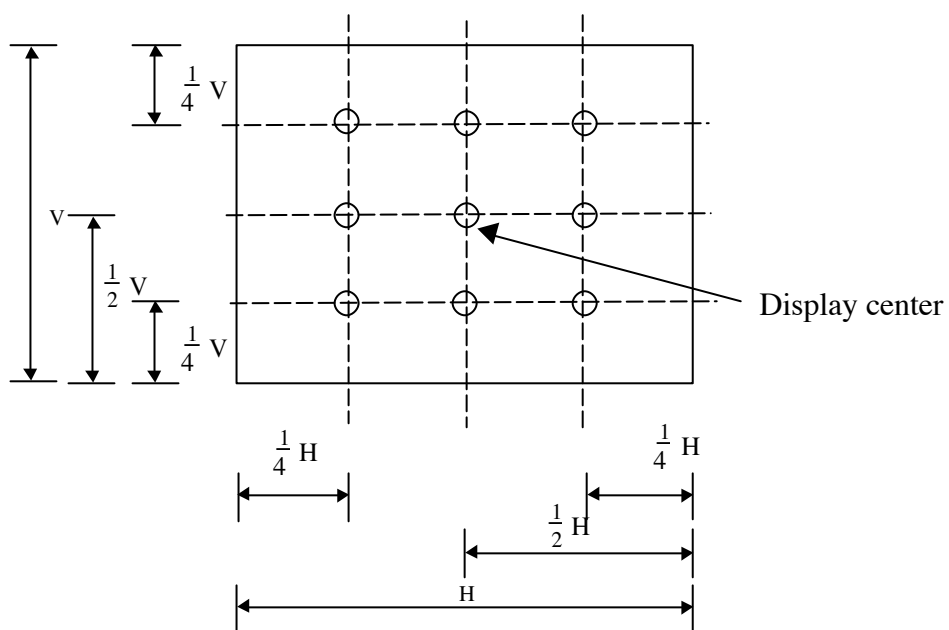 1/4 V
V
1/2 V
Display center
1/4 V
1/4 H
1/4 H
1/2 H
H